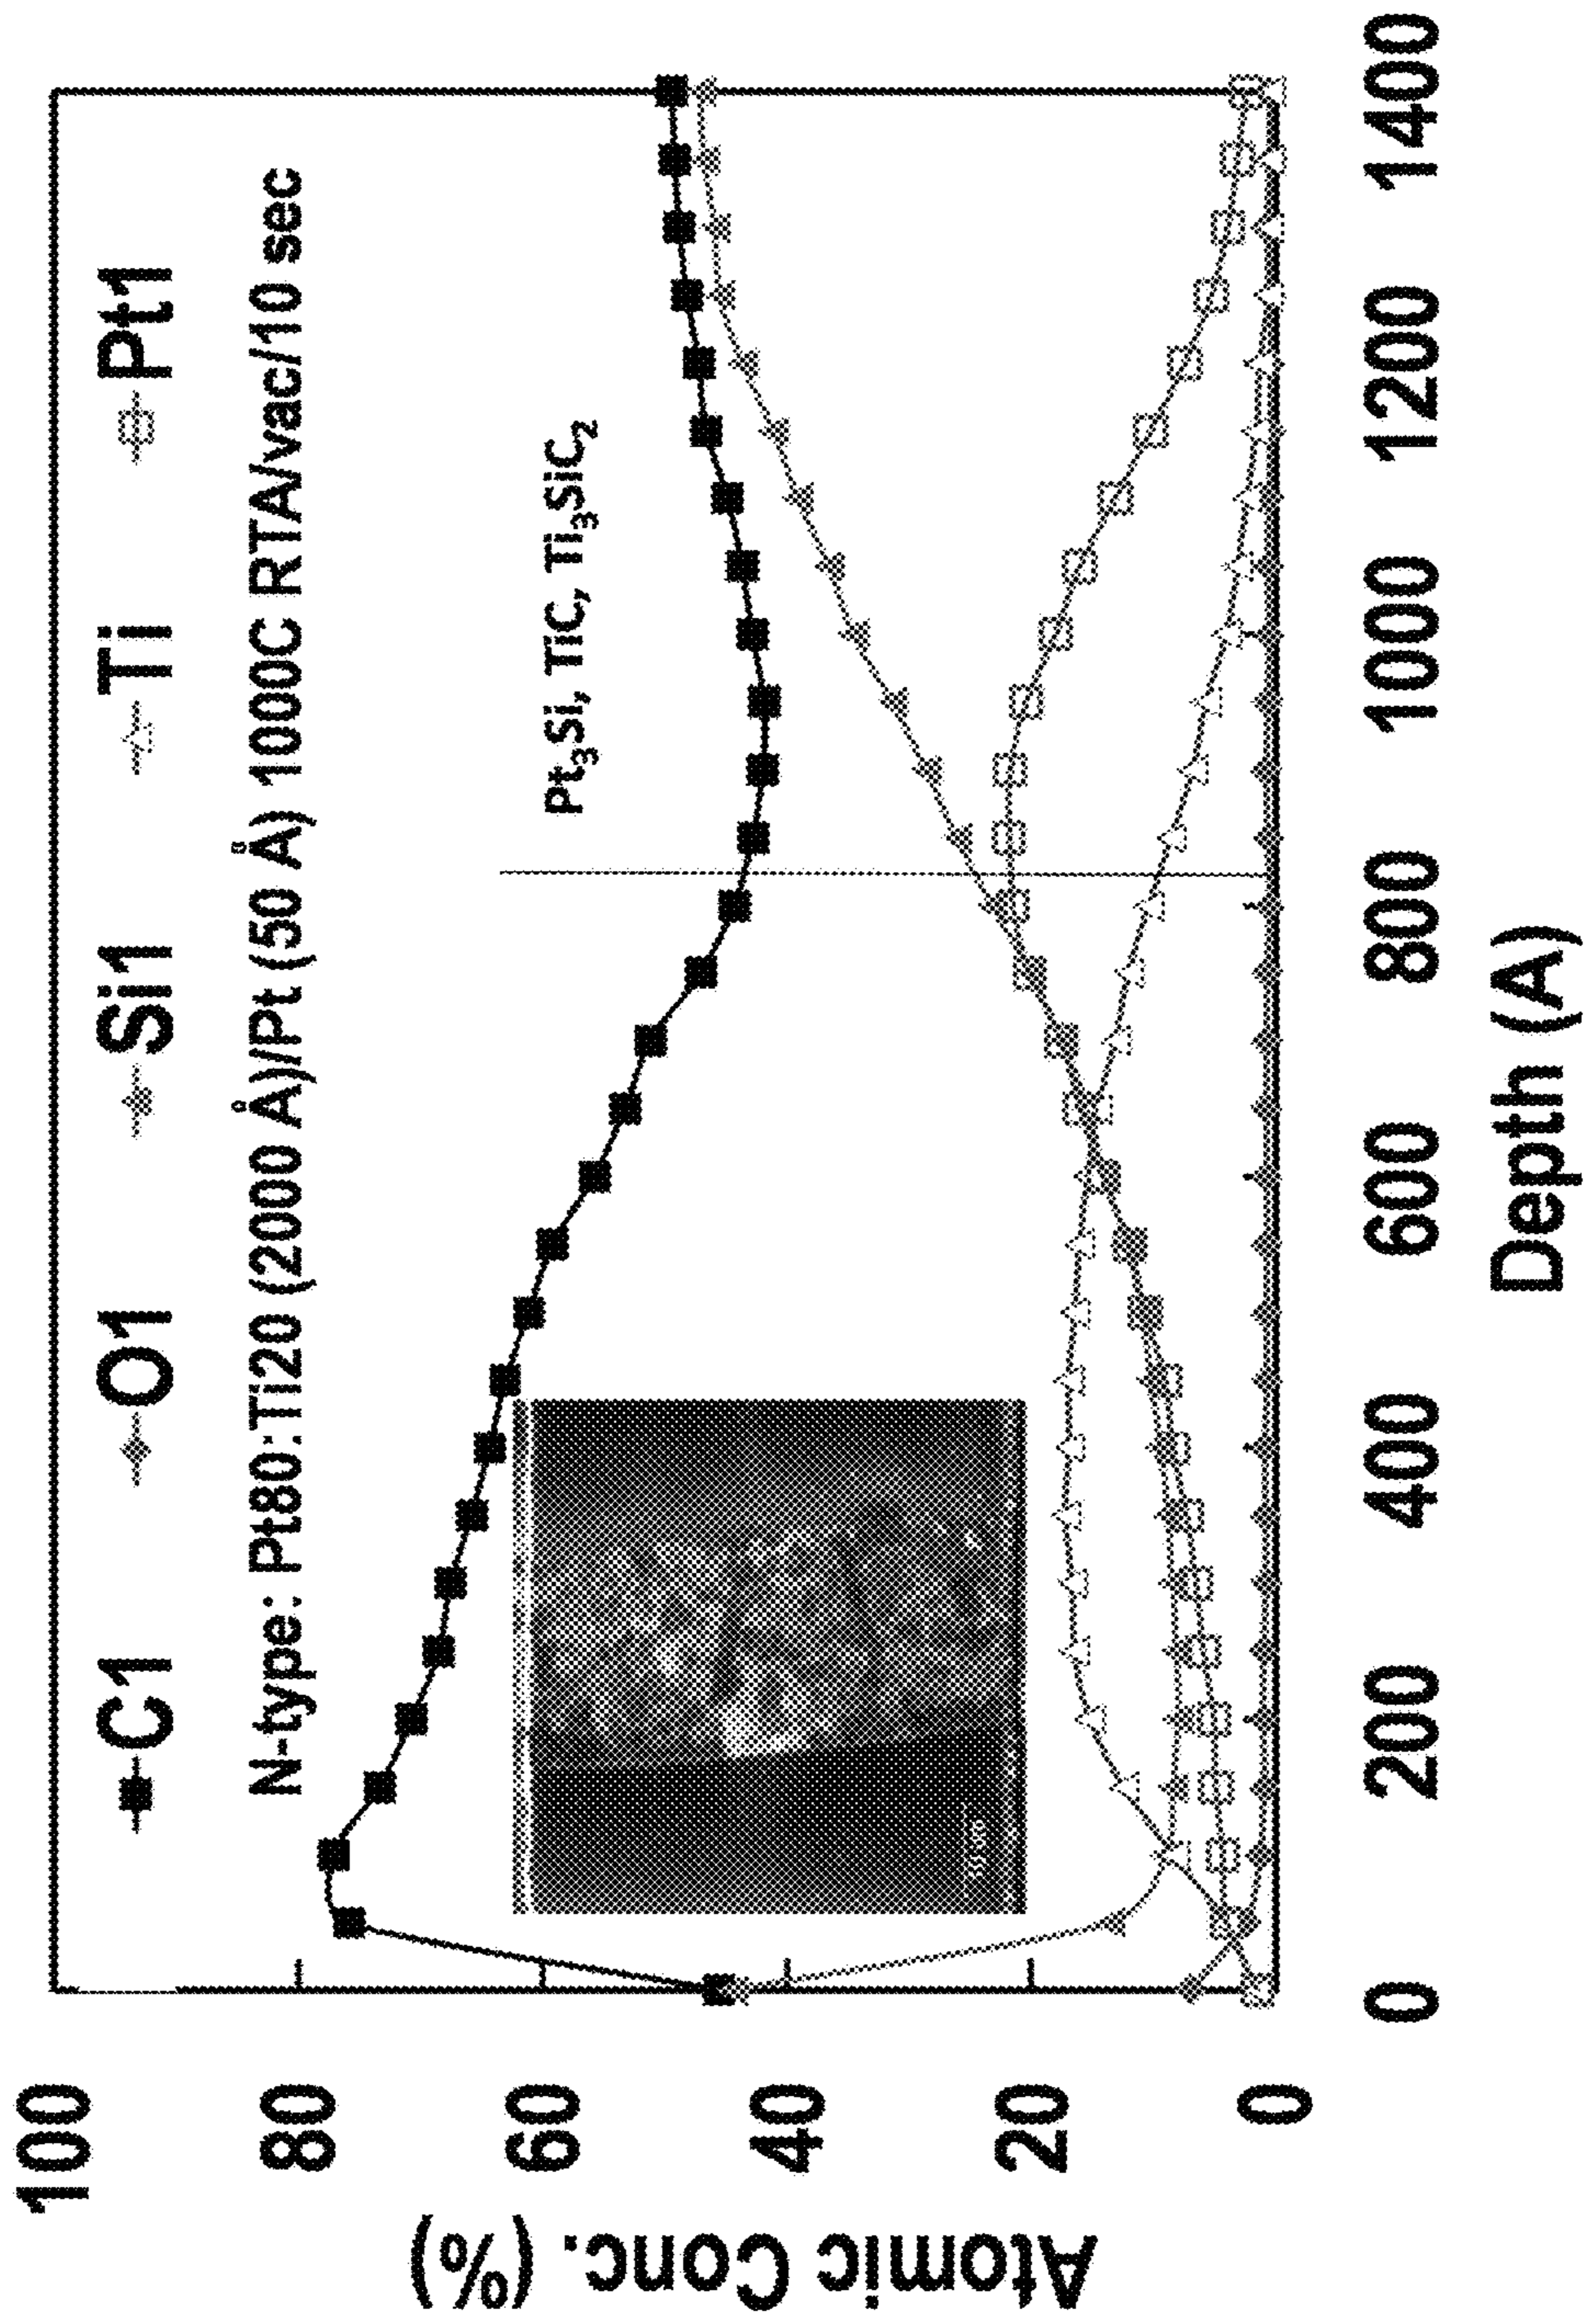 C1 O1 Si1 Ti Pt1
N-type: Pt80:Ti20 (2000 Å)/Pt (50 Å) 1000C RTA/vac/10 sec
Pt₃Si, TiC, Ti₃SiC₂
100
80
60
40
20
0
Atomic Conc. (%)
0 200 400 600 800 1000 1200 1400
Depth (A)